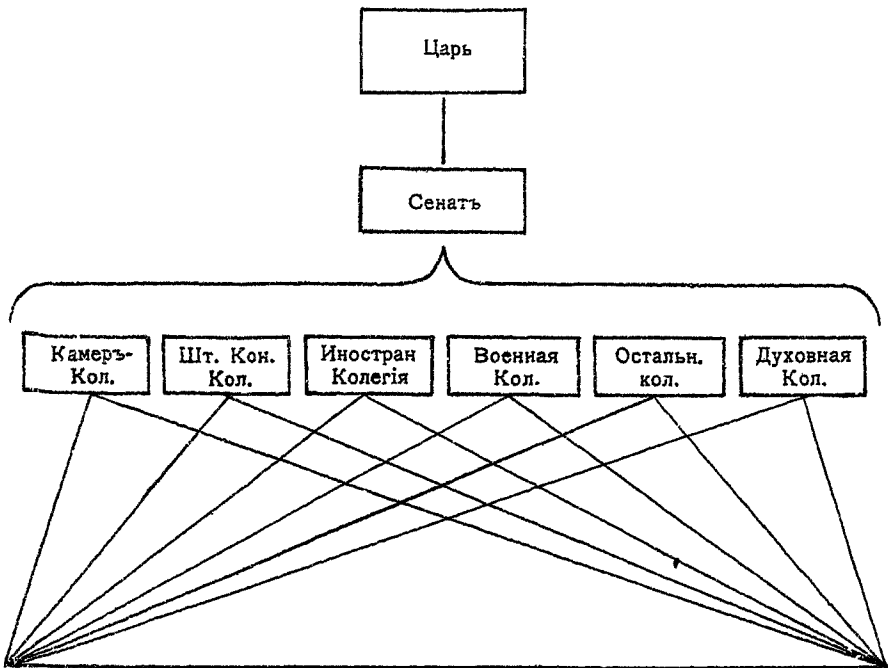 Царь
Сенатъ
Камеръ-
Кол.
Шт. Кон.
Кол.
Иностран
Колегія
Военная
Кол.
Остальн.
кол.
Духовная
Кол.